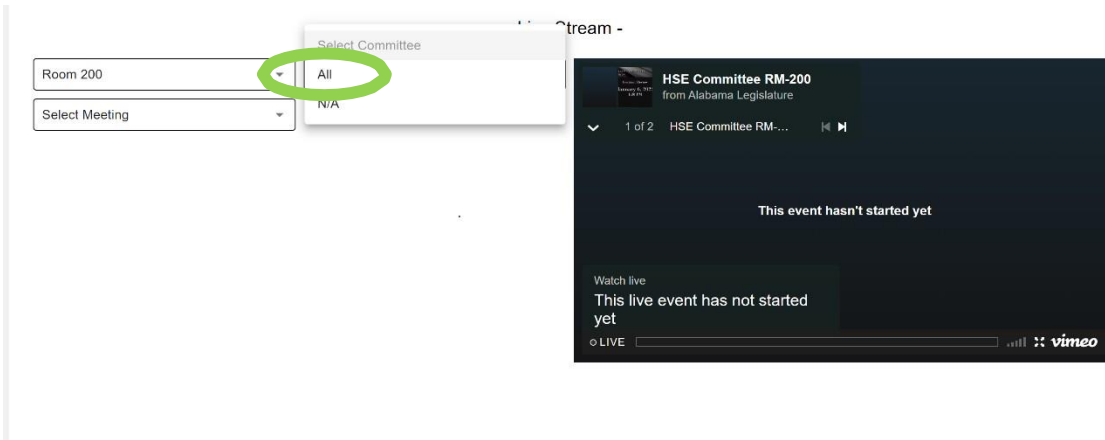 Stream -
Select Committee
Room 200
All
N/A
Select Meeting
HSE Committee RM-200
from Alabama Legislature
1 of 2 HSE Committee RM-...
This event hasn't started yet
Watch live
This live event has not started
yet
LIVE
vimeo